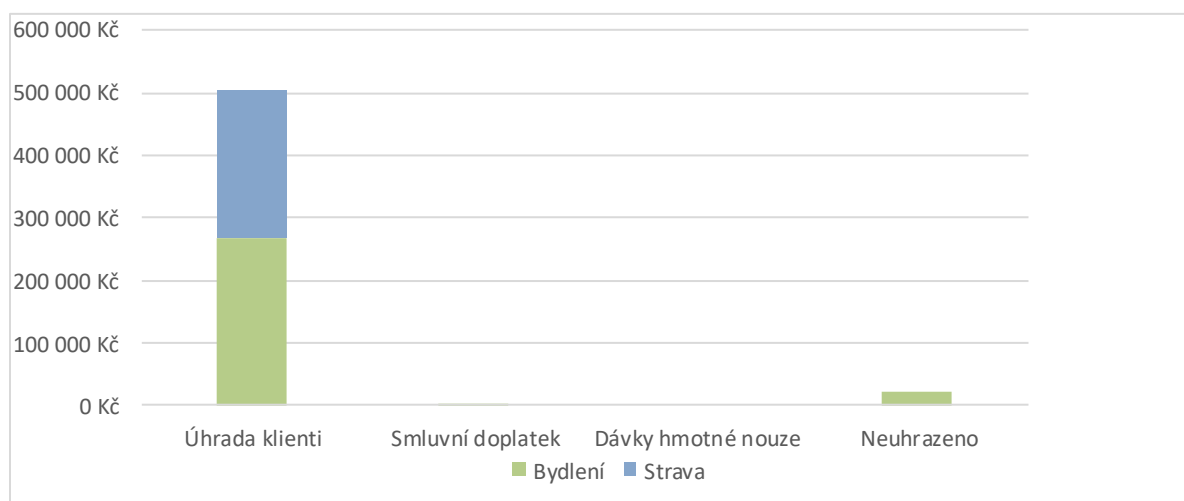 600 000 Kč
500 000 Kč
400 000 Kč
300 000 Kč
200 000 Kč
100 000 Kč
0 Kč
Úhrada klienti Smluvní doplatek Dávky hmotné nouze Neuhrazeno
Bydlení Strava